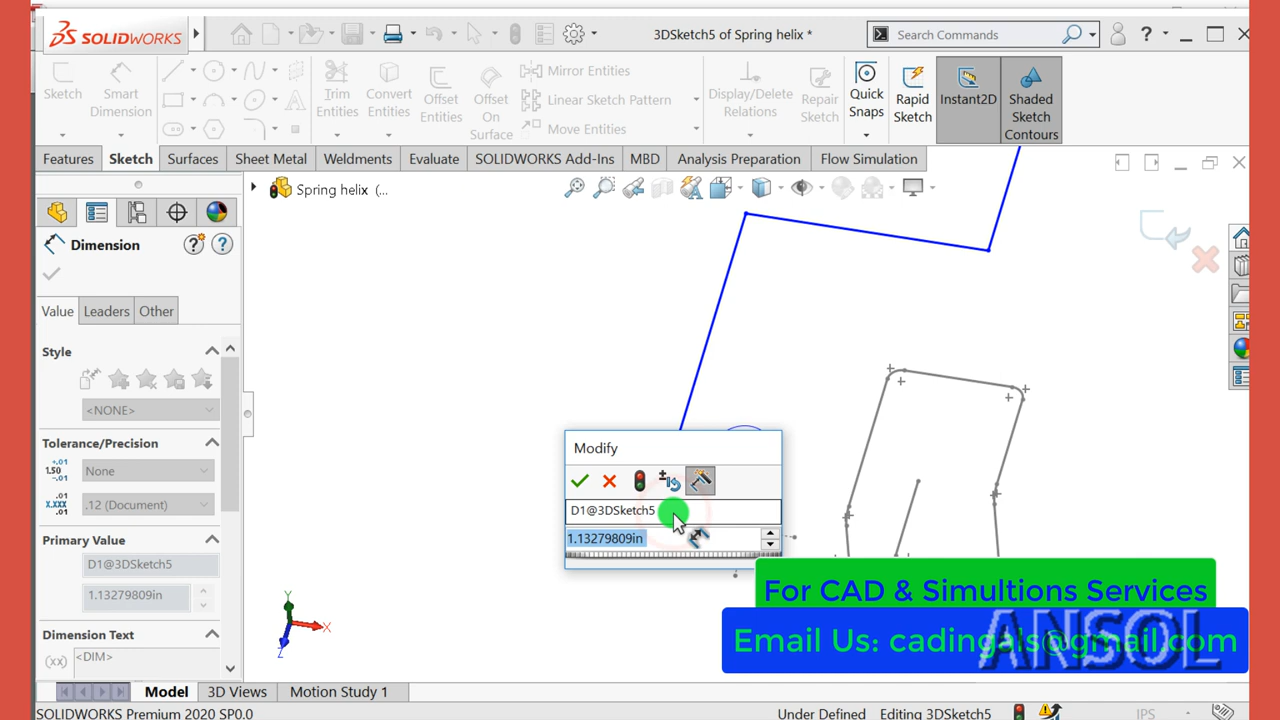 SOLIDWORKS
3DSketch5 of Spring helix *
Search Commands
?
Sketch
Smart
Dimension
Trim
Entities
Convert
Entities
Offset
Entities
Offset
On
Surface
Mirror Entities
Linear Sketch Pattern
Move Entities
Display/Delete
Relations
Repair
Sketch
Quick
Snaps
Rapid
Sketch
Instant2D
Shaded
Sketch
Contours
Features
Sketch
Surfaces
Sheet Metal
Weldments
Evaluate
SOLIDWORKS Add-Ins
MBD
Analysis Preparation
Flow Simulation
Spring helix (...
Dimension
Value
Leaders
Other
Style
<NONE>
Tolerance/Precision
None
.12 (Document)
Primary Value
D1@3DSketch5
1.13279809in
Dimension Text
(xx)
<DIM>
Modify
D1@3DSketch5
1.13279809in
Y
X
Z
For CAD & Simultions Services
Email Us: cadingals@gmail.com
ANSOL
Model
3D Views
Motion Study 1
SOLIDWORKS Premium 2020 SP0.0
Under Defined
Editing 3DSketch5
IPS